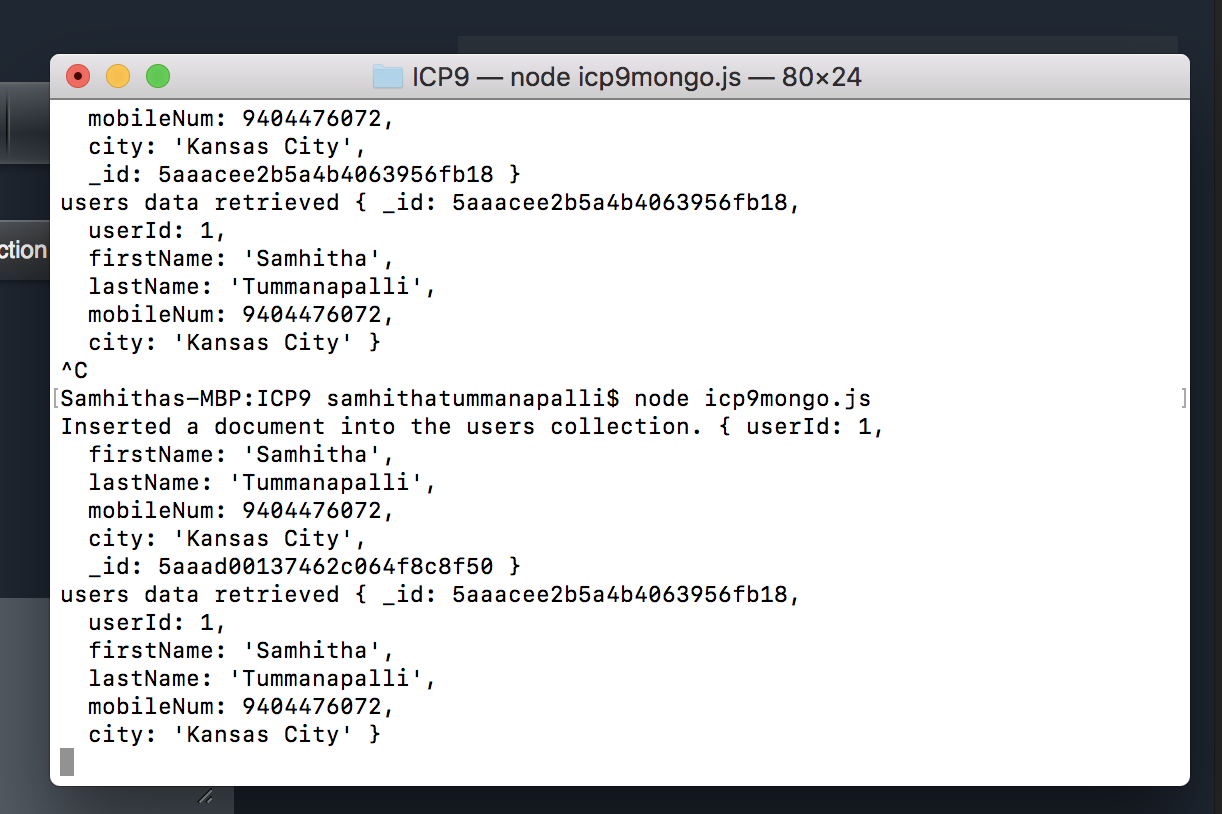 ICP9 — node icp9mongo.js — 80×24
  mobileNum: 9404476072,
  city: 'Kansas City',
  _id: 5aaacee2b5a4b4063956fb18 }
users data retrieved { _id: 5aaacee2b5a4b4063956fb18,
  userId: 1,
  firstName: 'Samhitha',
  lastName: 'Tummanapalli',
  mobileNum: 9404476072,
  city: 'Kansas City' }
^C
ction
[Samhithas-MBP:ICP9 samhithatummanapalli$ node icp9mongo.js ]
Inserted a document into the users collection. { userId: 1,
  firstName: 'Samhitha',
  lastName: 'Tummanapalli',
  mobileNum: 9404476072,
  city: 'Kansas City',
  _id: 5aaad00137462c064f8c8f50 }
users data retrieved { _id: 5aaacee2b5a4b4063956fb18,
  userId: 1,
  firstName: 'Samhitha',
  lastName: 'Tummanapalli',
  mobileNum: 9404476072,
  city: 'Kansas City' }